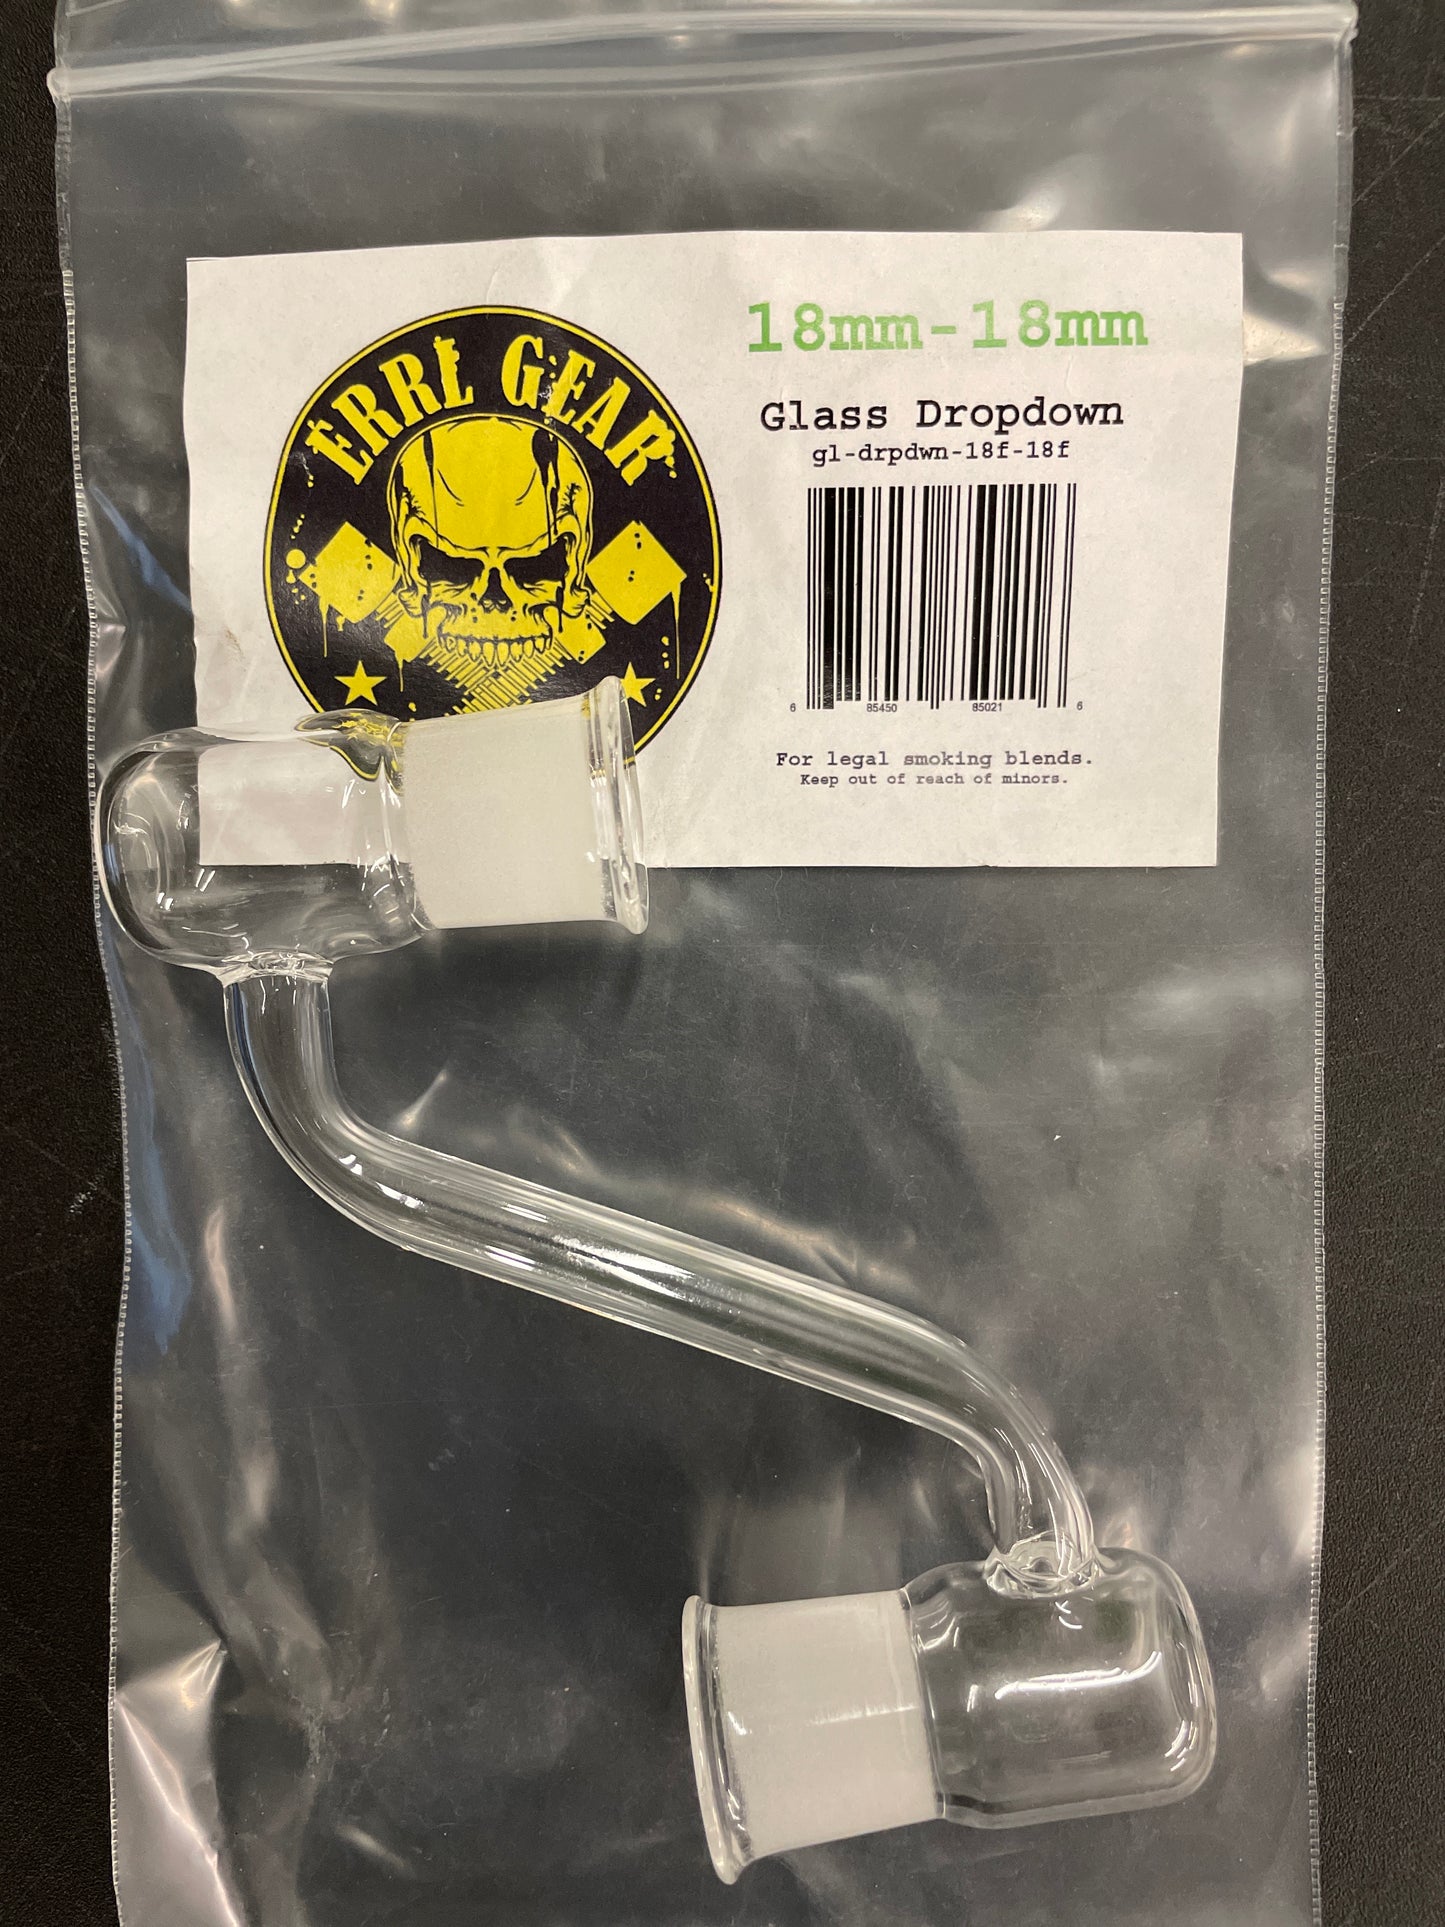 ERRL GEAR
18mm-18mm
Glass Dropdown
gl-drpdwn-18f-18f
6 85450 85021 6
For legal smoking blends.
Keep out of reach of minors.